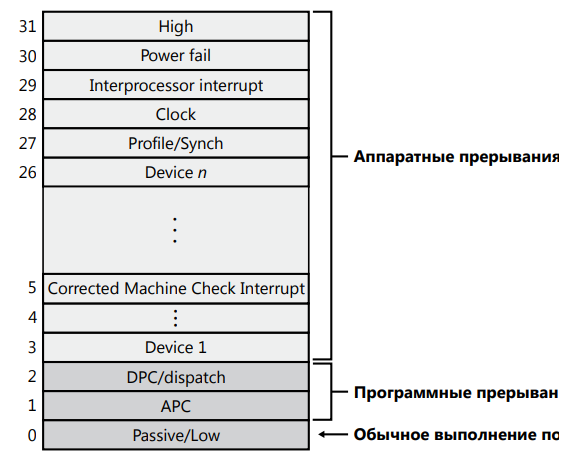 31 High
30 Power fail
29 Interprocessor interrupt
28 Clock
27 Profile/Synch
26 Device n
Аппаратные прерывания
5 Corrected Machine Check Interrupt
4
3 Device 1
2 DPC/dispatch
Программные прерыван
1 APC
0 Passive/Low
Обычное выполнение по